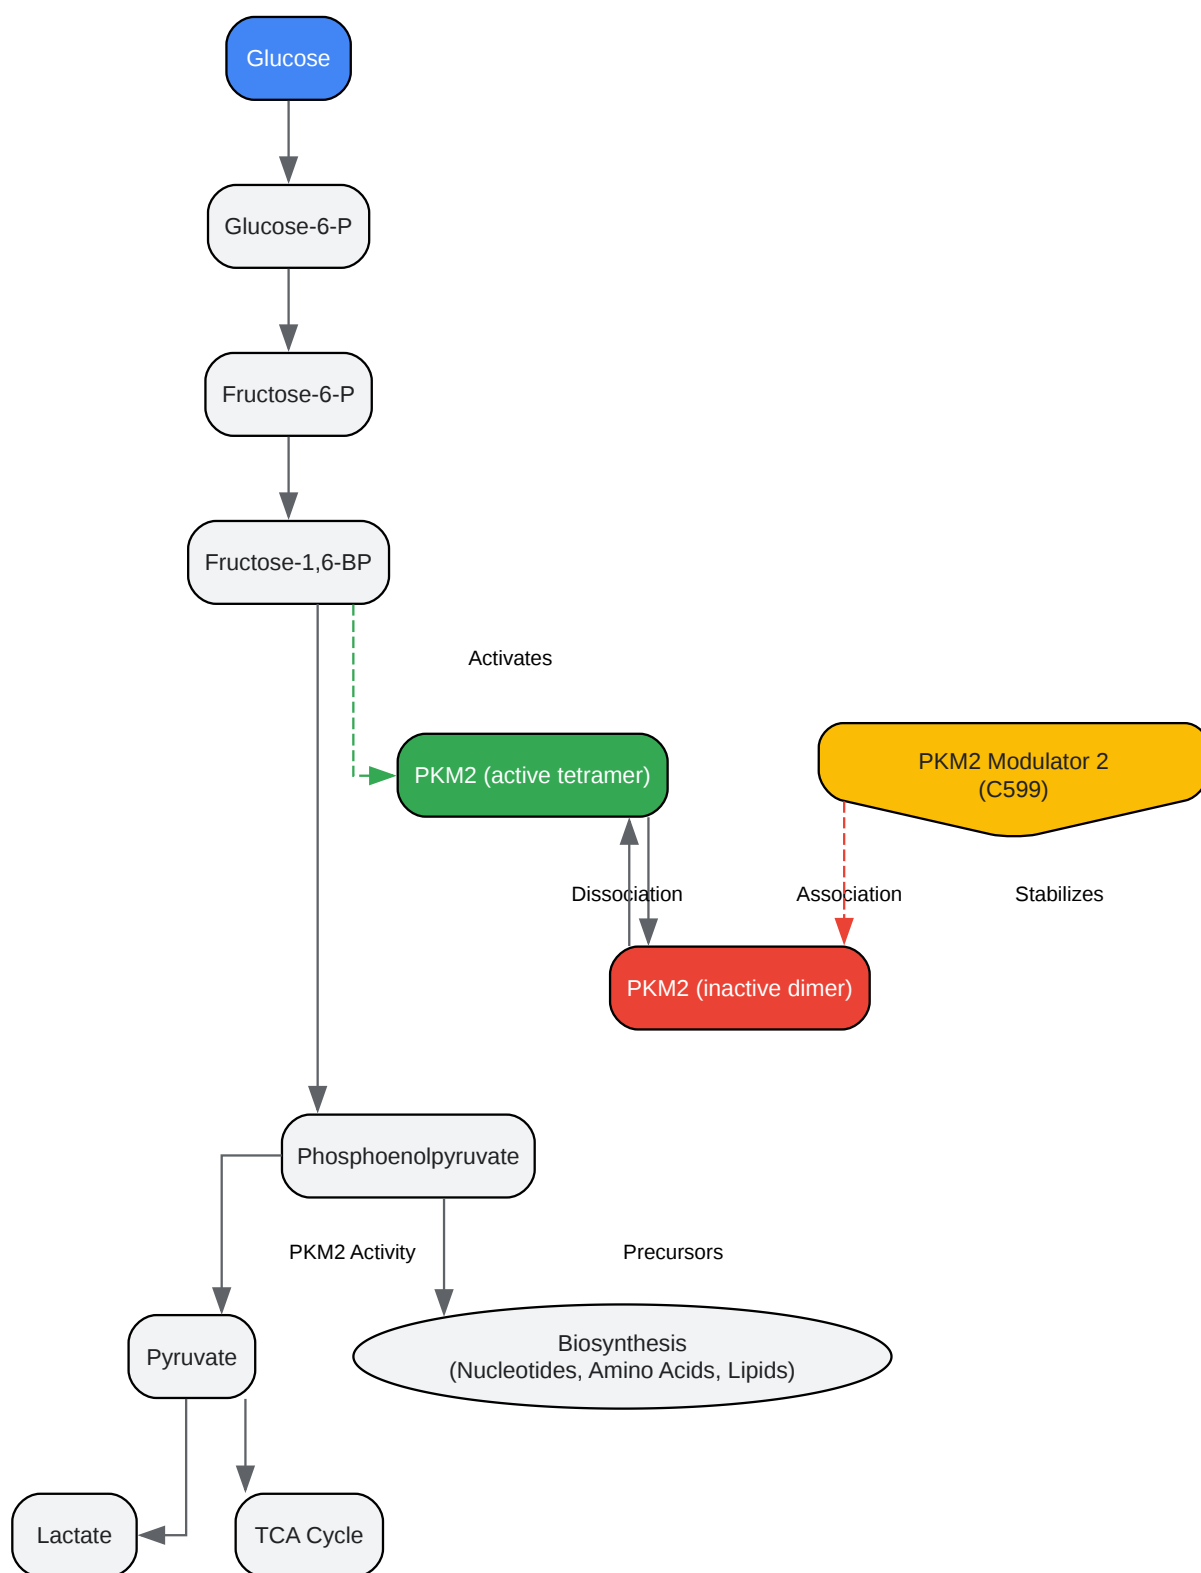 Glucose
Glucose-6-P
Fructose-6-P
Fructose-1,6-BP
Activates
PKM2 (active tetramer)
PKM2 Modulator 2
(C599)
Dissociation
Association
Stabilizes
PKM2 (inactive dimer)
Phosphoenolpyruvate
PKM2 Activity
Precursors
Pyruvate
Biosynthesis
(Nucleotides, Amino Acids, Lipids)
Lactate
TCA Cycle